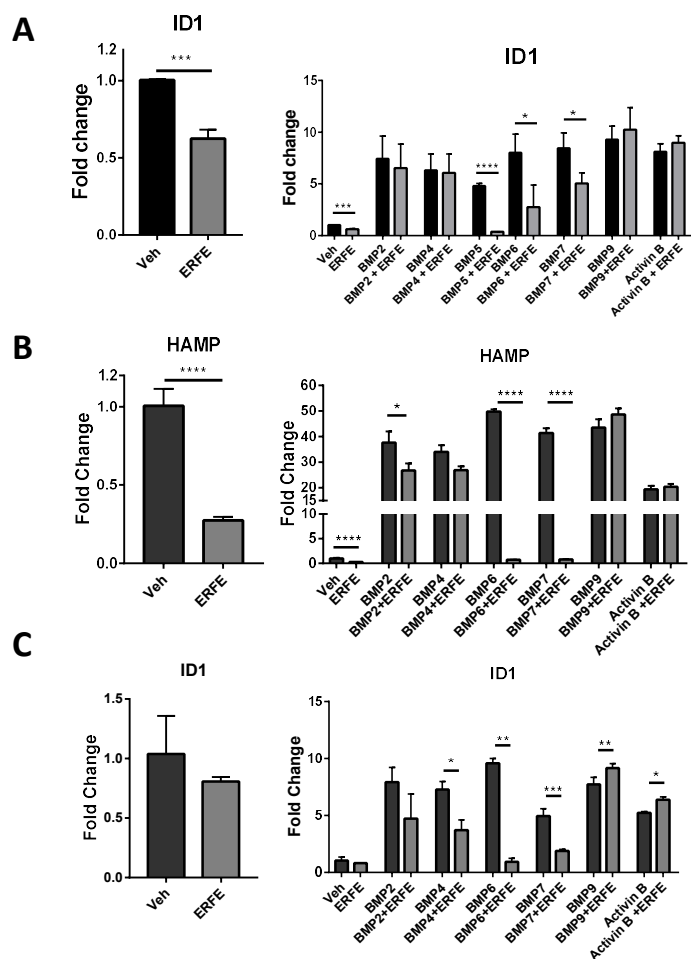 A
ID1
Fold change
1.2
1.0
0.5
0.0
***
Veh
ERFE
ID1
Fold change
15
10
5
0
***
****
*
*
Veh
ERFE
BMP2
BMP2 + ERFE
BMP4
BMP4 + ERFE
BMP5
BMP5 + ERFE
BMP6
BMP6 + ERFE
BMP7
BMP7 + ERFE
BMP9
BMP9+ERFE
Activin B
Activin B + ERFE
B
HAMP
Fold Change
1.2
1.0
0.5
0.0
****
Veh
ERFE
HAMP
Fold Change
60
50
40
30
20
15
10
5
0
****
*
****
****
Veh
ERFE
BMP2
BMP2+ERFE
BMP4
BMP4+ERFE
BMP6
BMP6+ERFE
BMP7
BMP7+ERFE
BMP9
BMP9+ERFE
Activin B
Activin B +ERFE
C
ID1
Fold Change
1.5
1.0
0.5
0.0
Veh
ERFE
ID1
Fold Change
15
10
5
0
*
**
***
**
*
Veh
ERFE
BMP2
BMP2+ERFE
BMP4
BMP4+ERFE
BMP6
BMP6+ERFE
BMP7
BMP7+ERFE
BMP9
BMP9+ERFE
Activin B
Activin B +ERFE